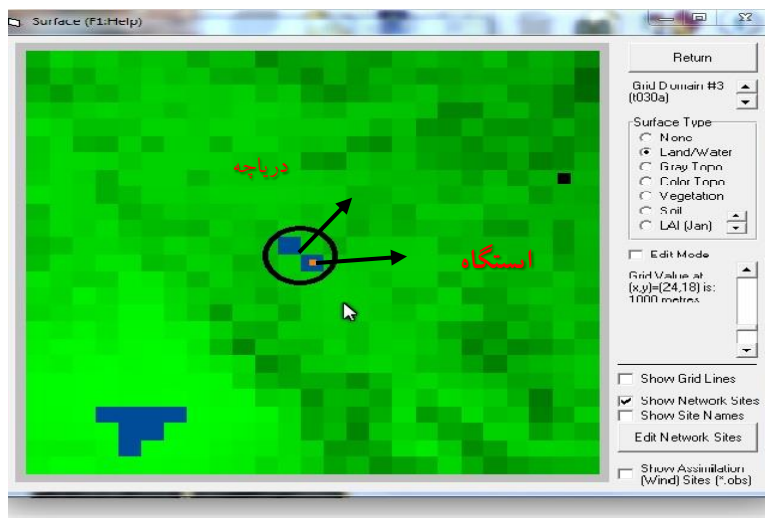 Surface (F1:Help)
Return
Grid Domain #3
(t030a)
Surface Type
None
Land/Water
Gray Topo
Color Topo
Vegetation
Soil
LAI (Jan)
Edit Mode
Grid Value at
(x,y)=(24,18) is:
1000 metres
Show Grid Lines
Show Network Sites
Show Site Names
Edit Network Sites
Show Assimilation
(Wind) Sites (*.obs)
دریاچه
ایستگاه